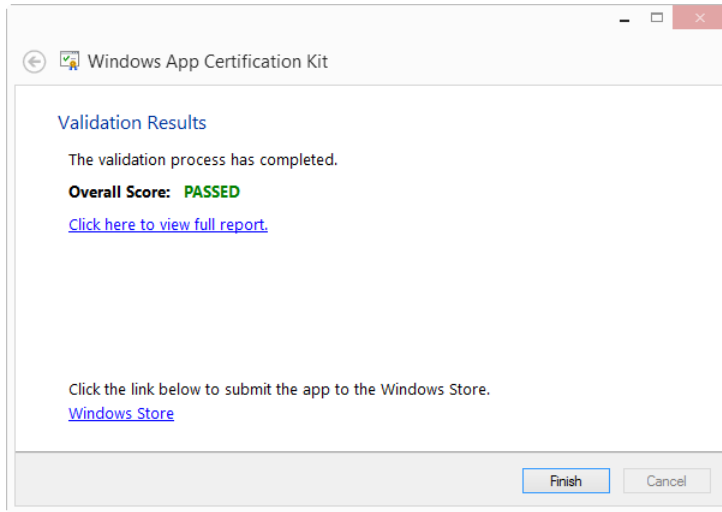 Windows App Certification Kit
Validation Results
The validation process has completed.
Overall Score: PASSED
Click here to view full report.
Click the link below to submit the app to the Windows Store.
Windows Store
Finish Cancel